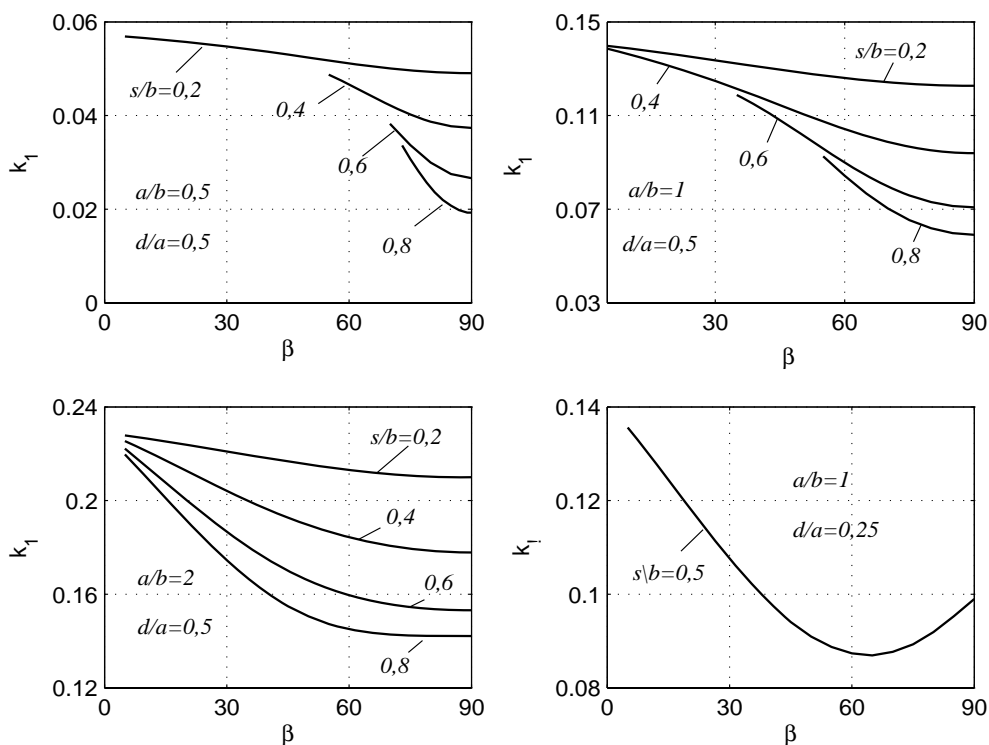 0.06
0.04
0.02
0
k1
s/b=0,2
0,4
0,6
0,8
a/b=0,5
d/a=0,5
0
30
60
90
β
0.15
0.11
0.07
0.03
k1
s/b=0,2
0,4
0,6
0,8
a/b=1
d/a=0,5
30
60
90
β
0.24
0.2
0.16
0.12
k1
s/b=0,2
0,4
0,6
0,8
a/b=2
d/a=0,5
0
30
60
90
β
0.14
0.12
0.1
0.08
k!
a/b=1
d/a=0,25
s\b=0,5
0
30
60
90
β